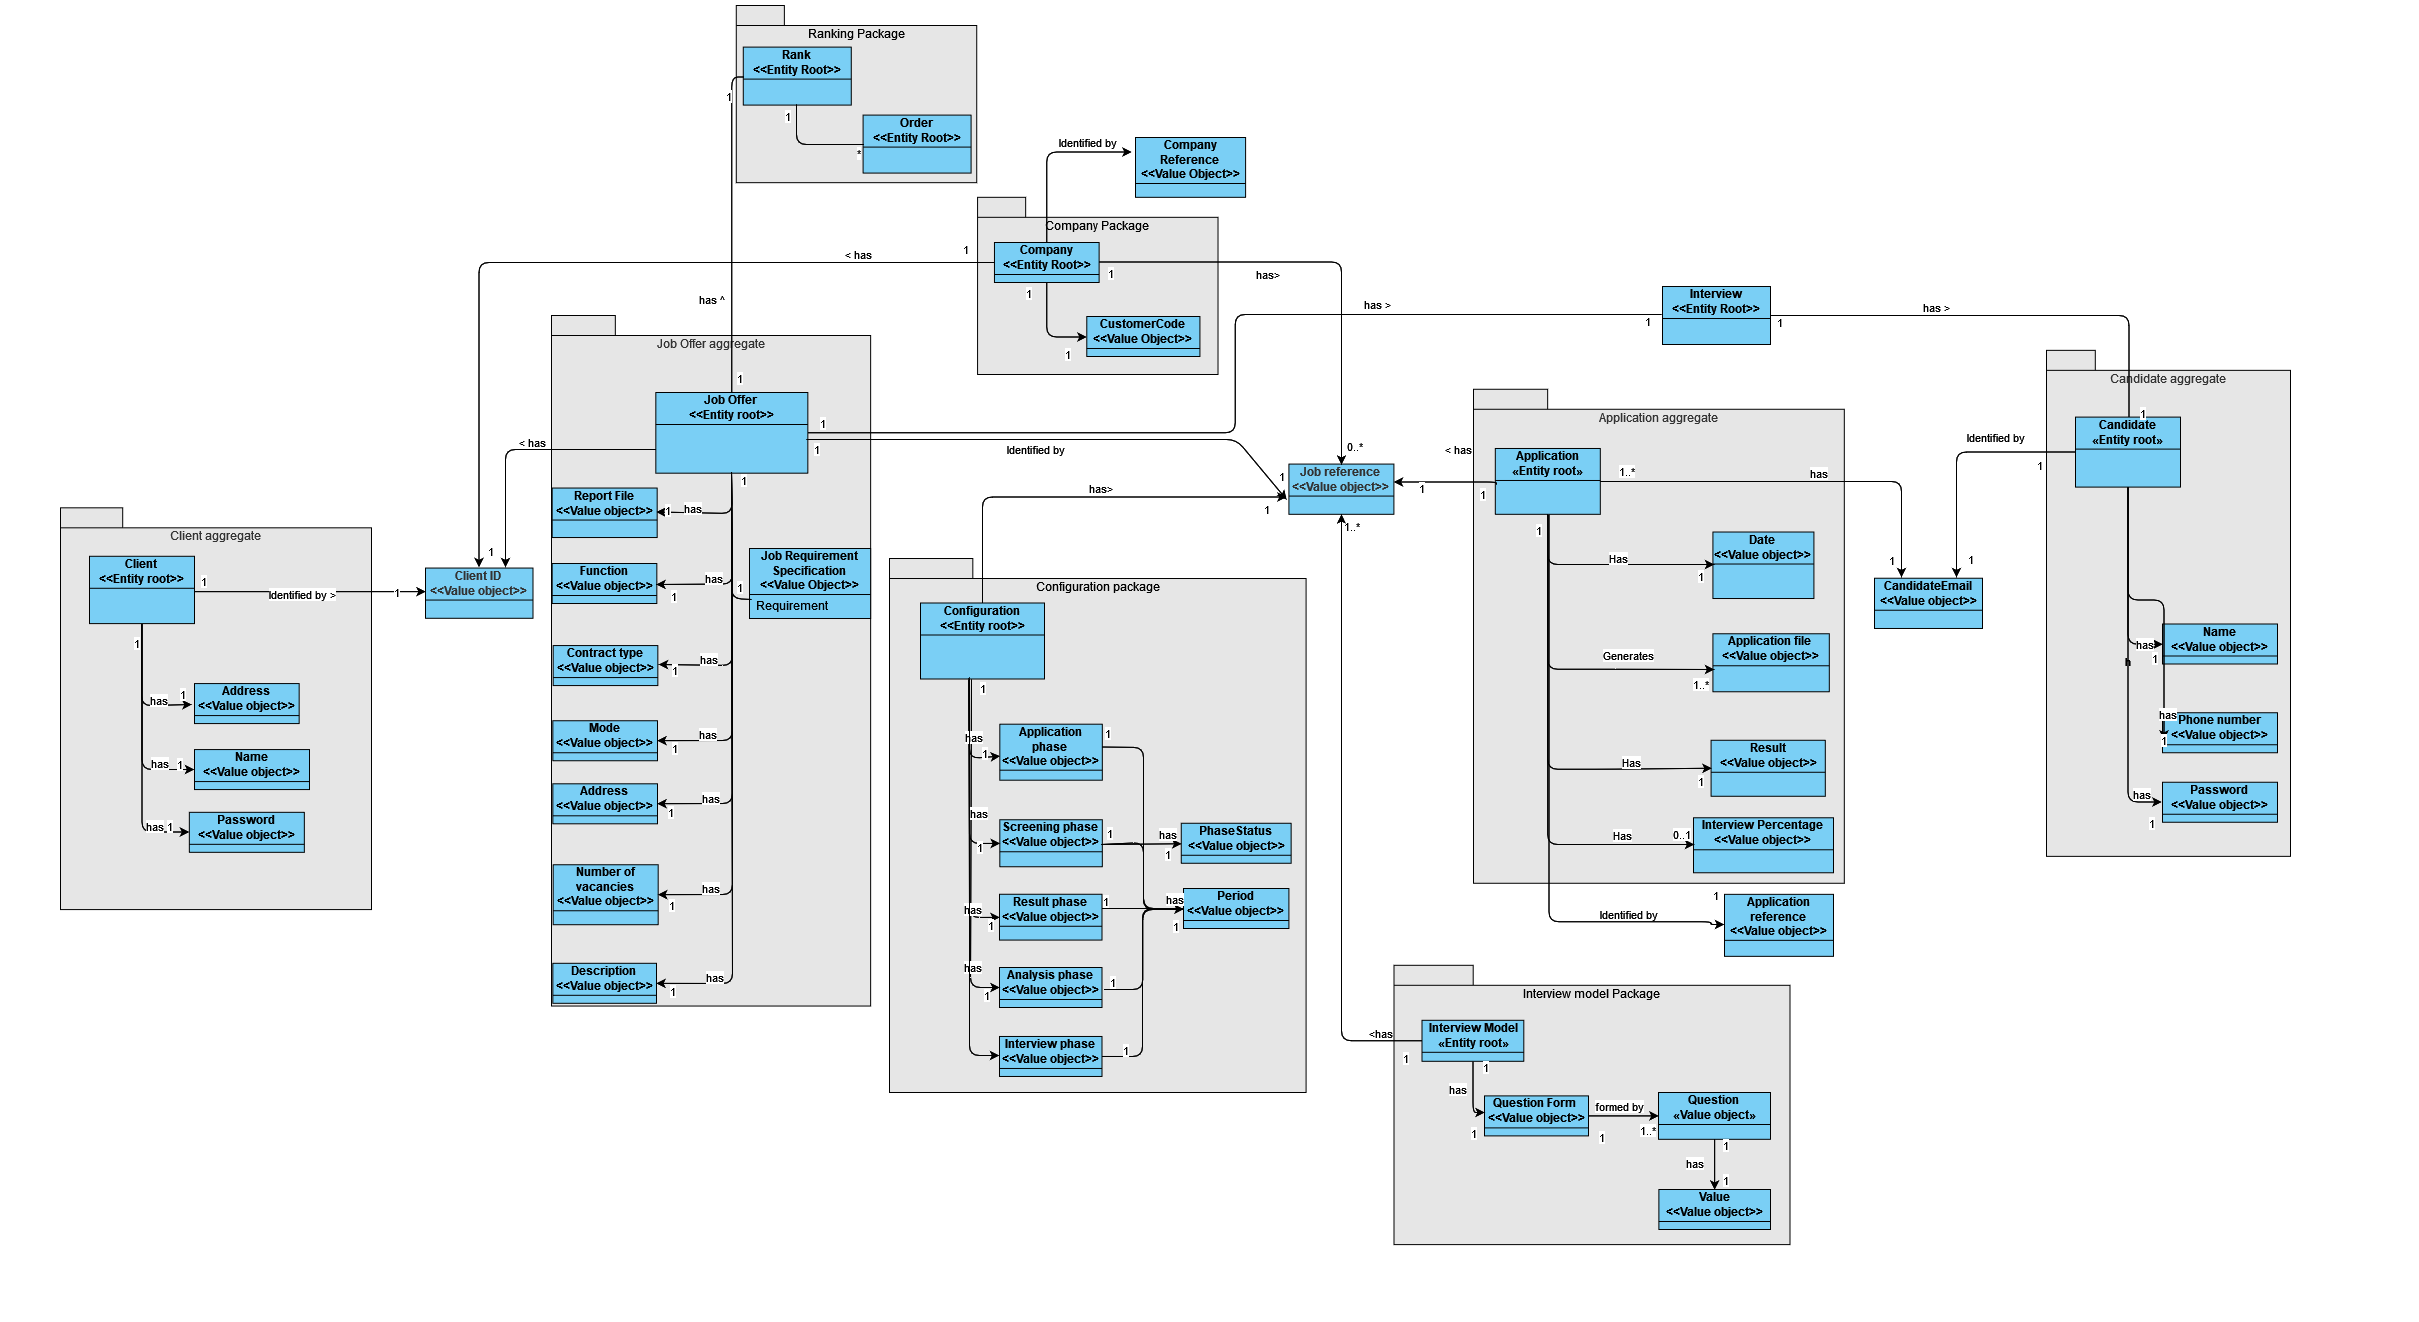 Ranking Package
Rank
<<Entity Root>>
1
1
Order
<<Entity Root>>
*
has ^
1
Identified by
Company
Reference
<<Value Object>>
Company Package
Company
<<Entity Root>>
1
< has
1
has>
1
CustomerCode
<<Value Object>>
1
Interview
<<Entity Root>>
has >
1
1
has >
Job Offer aggregate
Job Offer
<<Entity root>>
1
1
Identified by
< has
1
Report File
<<Value object>>
1
has
Function
<<Value object>>
has
1
Job Requirement
Specification
<<Value Object>>
Requirement
1
Contract type
<<Value object>>
has
1
Mode
<<Value object>>
has
1
Address
<<Value object>>
has
1
Number of
vacancies
<<Value object>>
has
1
Description
<<Value object>>
has
1
Client aggregate
Client
<<Entity root>>
1
Identified by >
1
1
Client ID
<<Value object>>
1
has
1
Address
<<Value object>>
has
1
Name
<<Value object>>
has
1
Password
<<Value object>>
0..*
Job reference
<<Value object>>
1
1
1..*
has>
1
< has
Configuration package
Configuration
<<Entity root>>
1
has
1
Application
phase
<<Value object>>
1
has
1
Screening phase
<<Value object>>
1
has
1
PhaseStatus
<<Value object>>
has
1
Result phase
<<Value object>>
1
has
1
Period
<<Value object>>
has
1
Analysis phase
<<Value object>>
1
Interview phase
<<Value object>>
1
Application aggregate
Application
«Entity root»
1
1..*
has
1
Has
1
Date
<<Value object>>
Generates
1..*
Application file
<<Value object>>
Has
1
Result
<<Value object>>
Has
0..1
Interview Percentage
<<Value object>>
Identified by
1
Application
reference
<<Value object>>
Candidate aggregate
1
Candidate
«Entity root»
Identified by
1
1
1
CandidateEmail
<<Value object>>
has
1
Name
<<Value object>>
h
has
1
Phone number
<<Value object>>
has
1
Password
<<Value object>>
Interview model Package
Interview Model
«Entity root»
<has
1
1
has
1
Question Form
<<Value object>>
formed by
1
1..*
Question
«Value object»
1
has
1
Value
<<Value object>>